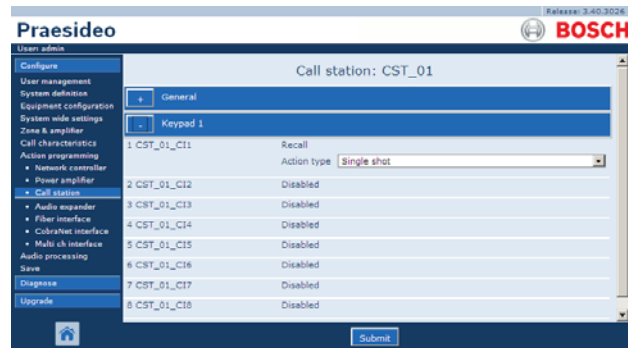 Release: 3.40.3026
Praesideo
BOSCH
User: admin
Configure
User management
System definition
Equipment configuration
System wide settings
Zone & amplifier
Call characteristics
Action programming
• Network controller
• Power amplifier
• Call station
• Audio expander
• Fiber interface
• CobraNet interface
• Multi ch interface
Audio processing
Save
Diagnose
Upgrade
Call station: CST_01
+ General
- Keypad 1
1 CST_01_CI1 Recall
Action type Single shot
2 CST_01_CI2 Disabled
3 CST_01_CI3 Disabled
4 CST_01_CI4 Disabled
5 CST_01_CI5 Disabled
6 CST_01_CI6 Disabled
7 CST_01_CI7 Disabled
8 CST_01_CI8 Disabled
Submit